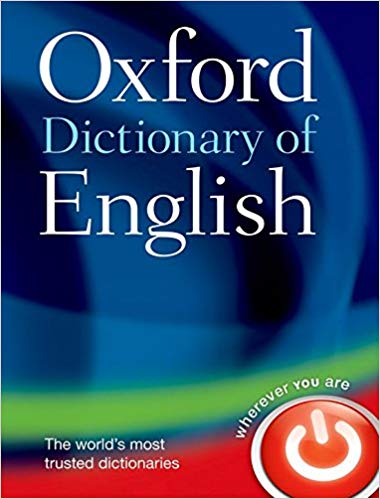 Oxford
Dictionary of
English
wherever YOU are
The world's most
trusted dictionaries